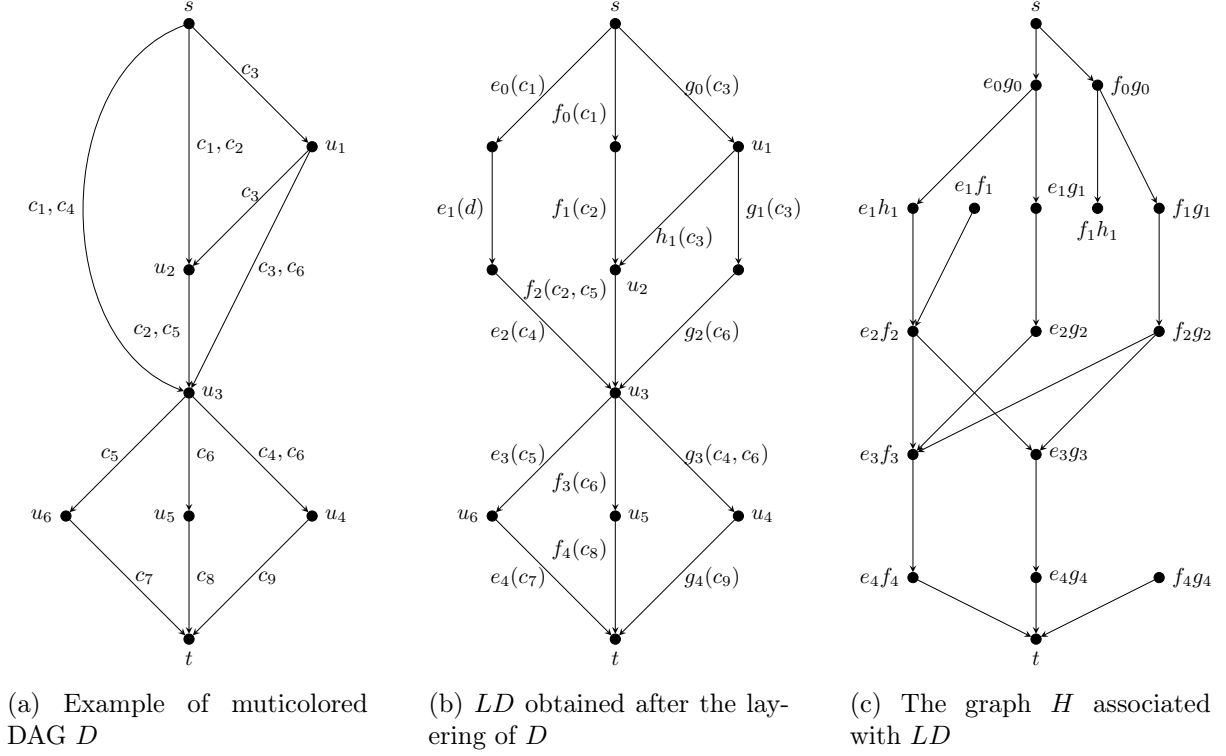 s
c₃
c₁, c₂
u₁
c₃
c₁, c₄
c₃, c₆
u₂
c₂, c₅
u₃
c₅
c₆
c₄, c₆
u₆
u₅
u₄
c₇
c₈
c₉
t
(a) Example of muticolored
DAG D
s
e₀(c₁)
g₀(c₃)
f₀(c₁)
u₁
e₁(d)
f₁(c₂)
g₁(c₃)
h₁(c₃)
f₂(c₂, c₅)
u₂
e₂(c₄)
g₂(c₆)
u₃
e₃(c₅)
g₃(c₄, c₆)
f₃(c₆)
u₆
u₅
u₄
f₄(c₈)
e₄(c₇)
g₄(c₉)
t
(b) LD obtained after the lay-
ering of D
s
e₀g₀
f₀g₀
e₁f₁
e₁g₁
e₁h₁
f₁h₁
f₁g₁
e₂f₂
e₂g₂
f₂g₂
e₃f₃
e₃g₃
e₄f₄
e₄g₄
f₄g₄
t
(c) The graph H associated
with LD